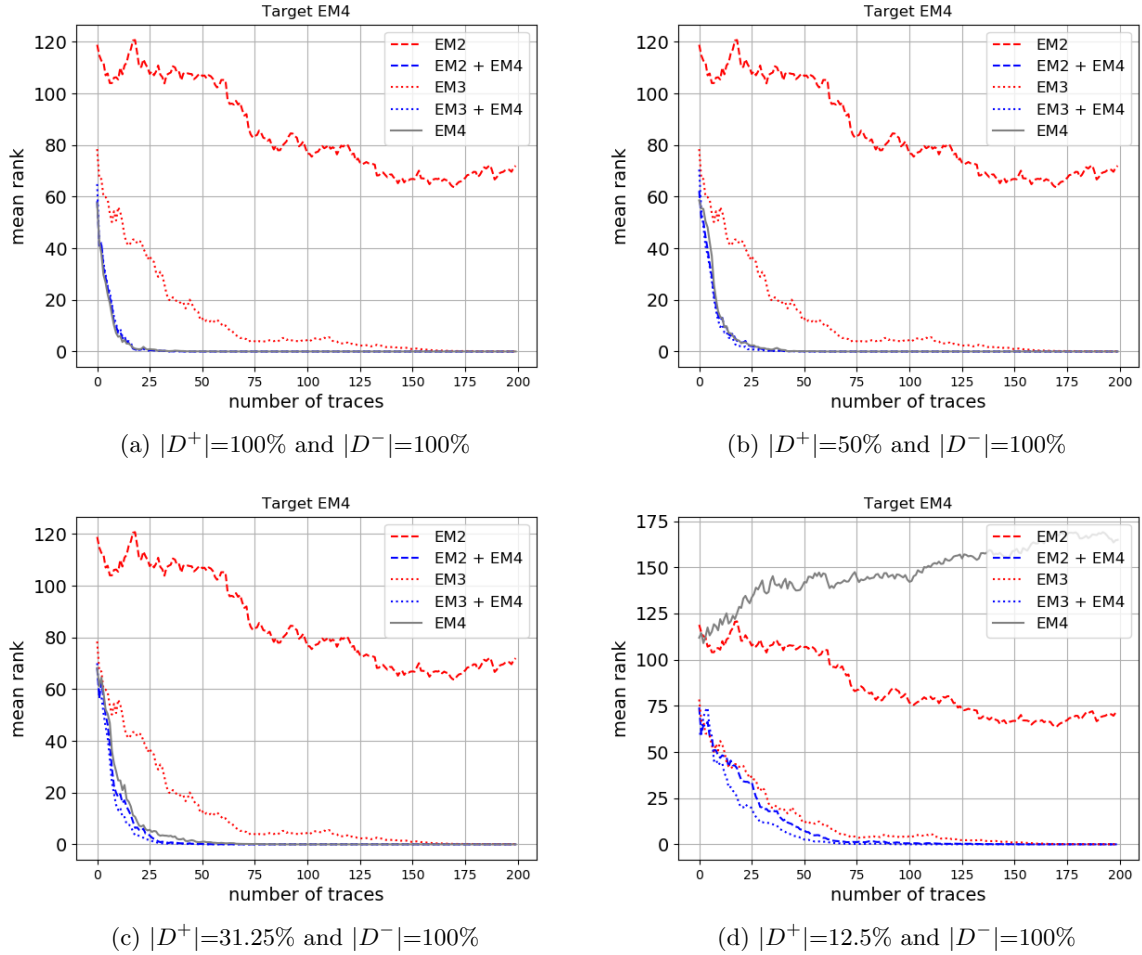 Target EM4
120
100
80
60
40
20
0
mean rank
0 25 50 75 100 125 150 175 200
number of traces
EM2
EM2 + EM4
EM3
EM3 + EM4
EM4
(a) |D⁺|=100% and |D⁻|=100%
Target EM4
120
100
80
60
40
20
0
mean rank
0 25 50 75 100 125 150 175 200
number of traces
EM2
EM2 + EM4
EM3
EM3 + EM4
EM4
(b) |D⁺|=50% and |D⁻|=100%
Target EM4
120
100
80
60
40
20
0
mean rank
0 25 50 75 100 125 150 175 200
number of traces
EM2
EM2 + EM4
EM3
EM3 + EM4
EM4
(c) |D⁺|=31.25% and |D⁻|=100%
Target EM4
175
150
125
100
75
50
25
0
mean rank
0 25 50 75 100 125 150 175 200
number of traces
EM2
EM2 + EM4
EM3
EM3 + EM4
EM4
(d) |D⁺|=12.5% and |D⁻|=100%